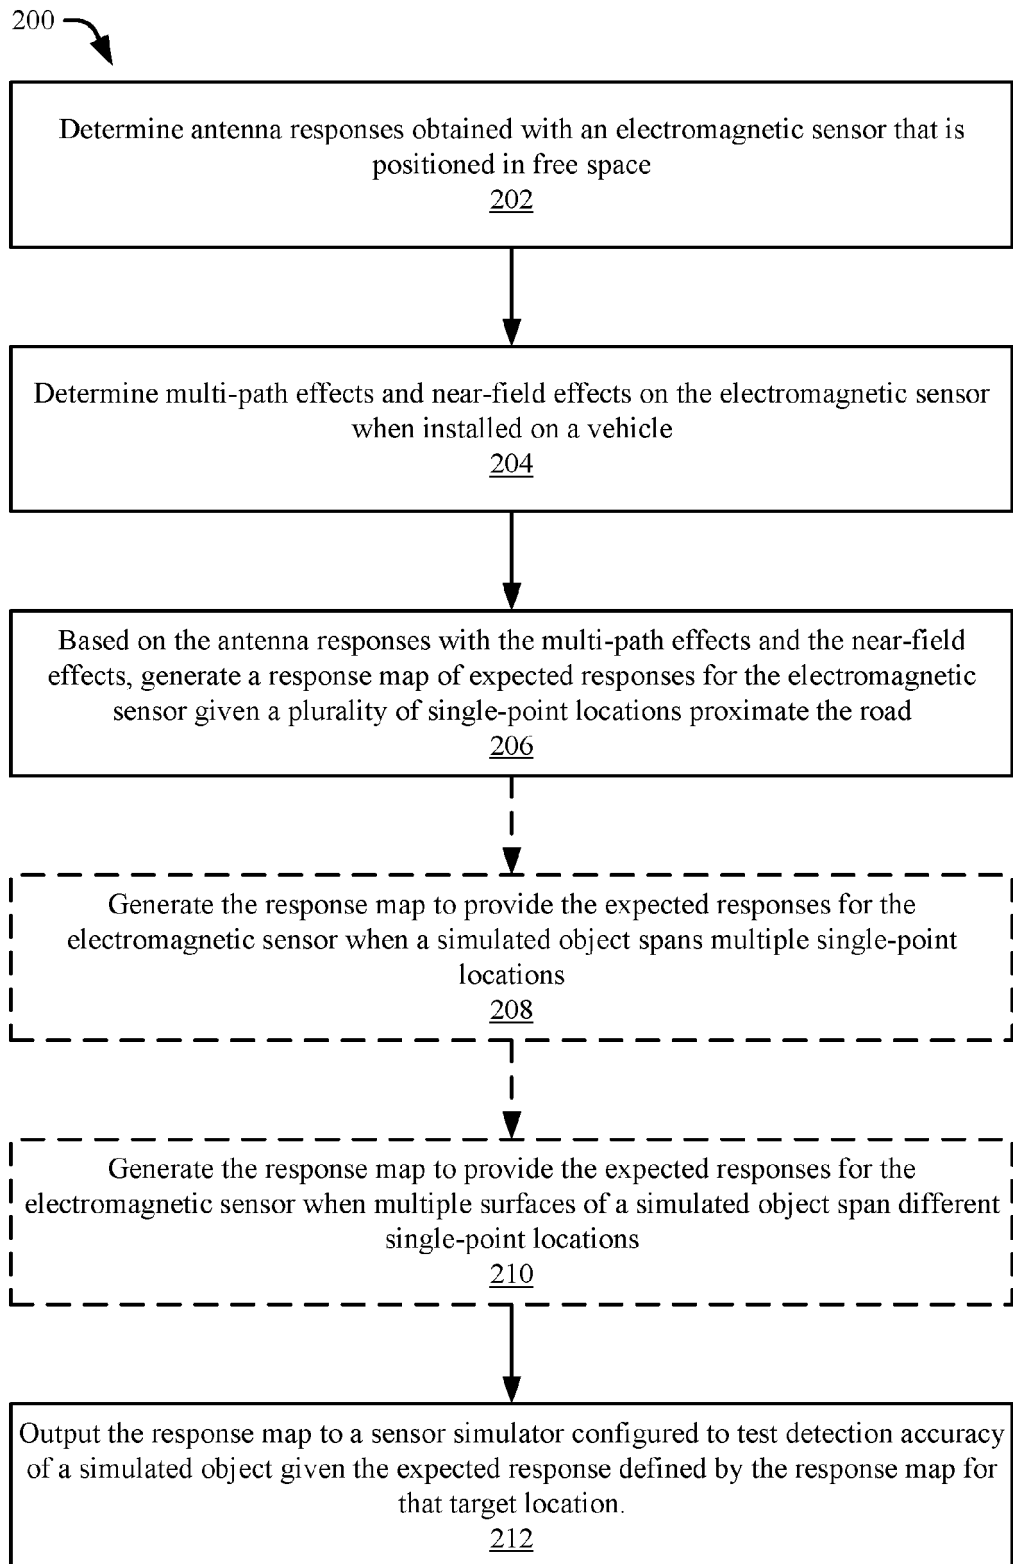 200
Determine antenna responses obtained with an electromagnetic sensor that is
positioned in free space
202
Determine multi-path effects and near-field effects on the electromagnetic sensor
when installed on a vehicle
204
Based on the antenna responses with the multi-path effects and the near-field
effects, generate a response map of expected responses for the electromagnetic
sensor given a plurality of single-point locations proximate the road
206
Generate the response map to provide the expected responses for the
electromagnetic sensor when a simulated object spans multiple single-point
locations
208
Generate the response map to provide the expected responses for the
electromagnetic sensor when multiple surfaces of a simulated object span different
single-point locations
210
Output the response map to a sensor simulator configured to test detection accuracy
of a simulated object given the expected response defined by the response map for
that target location.
212